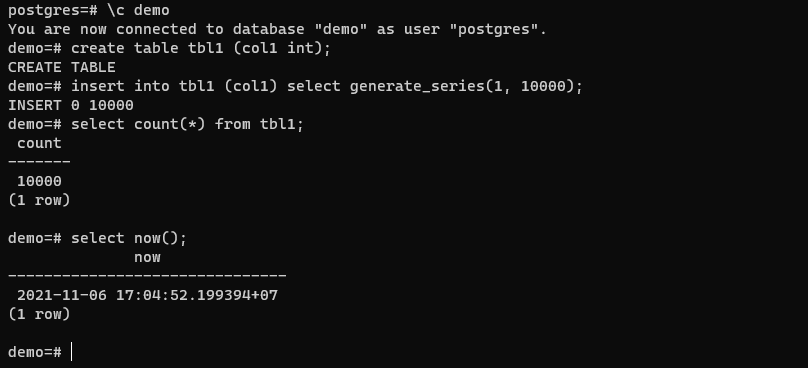 postgres=# \c demo
You are now connected to database "demo" as user "postgres".
demo=# create table tbl1 (col1 int);
CREATE TABLE
demo=# insert into tbl1 (col1) select generate_series(1, 10000);
INSERT 0 10000
demo=# select count(*) from tbl1;
 count
-------
 10000
(1 row)

demo=# select now();
              now
-------------------------------
 2021-11-06 17:04:52.199394+07
(1 row)

demo=#